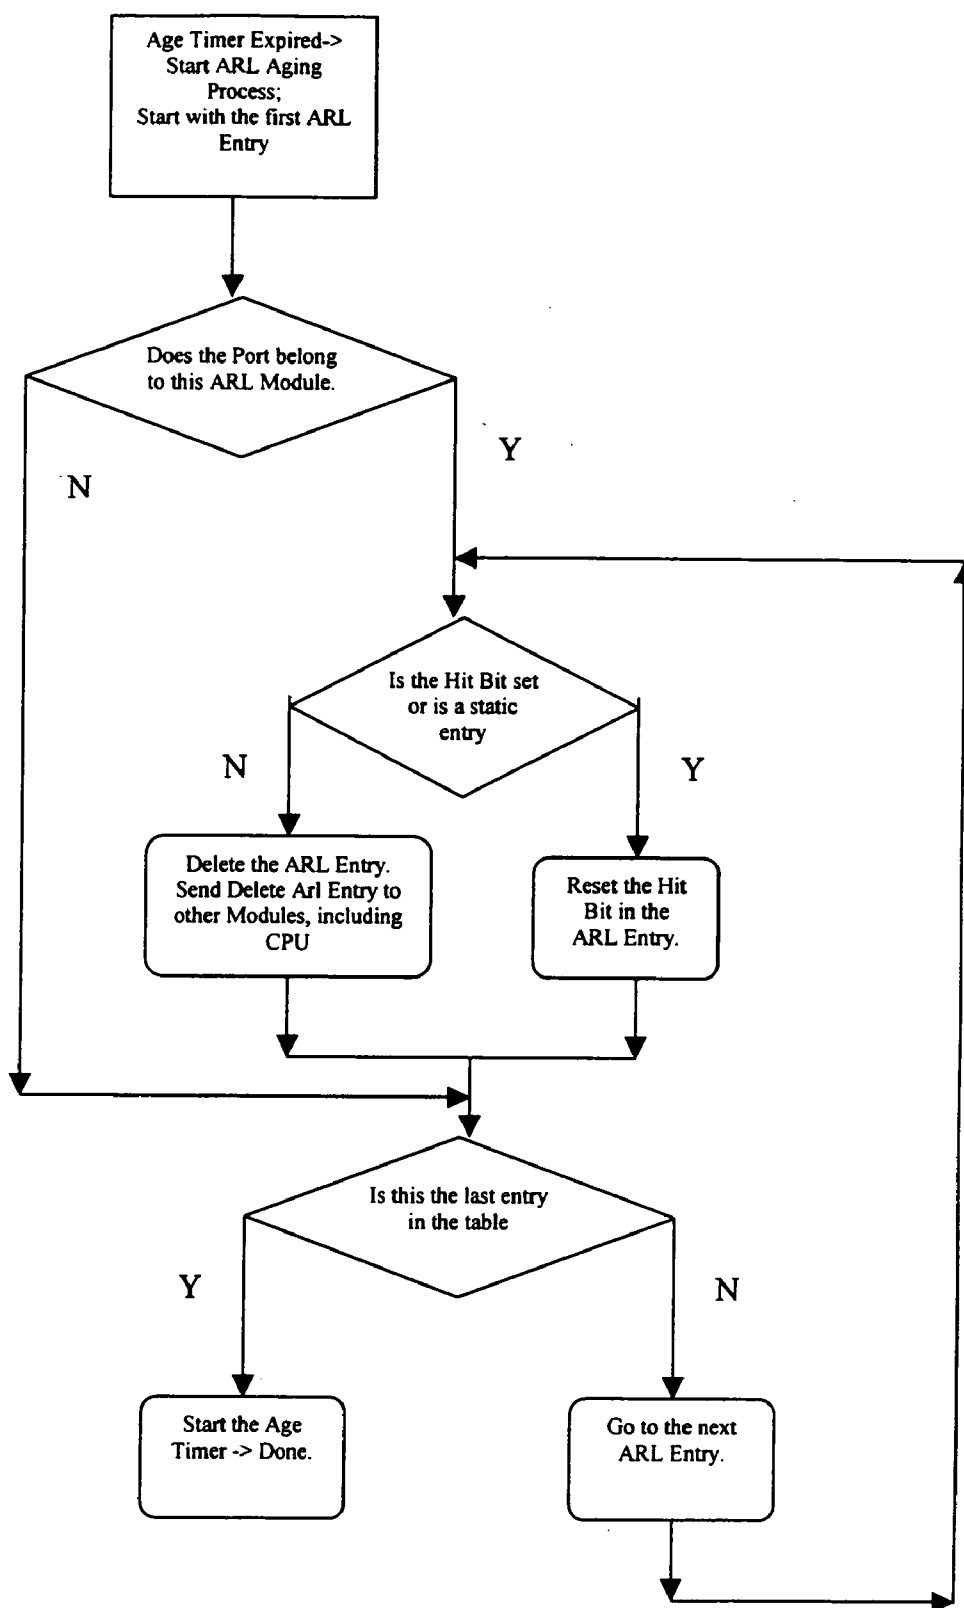 Age Timer Expired->
Start ARL Aging
Process;
Start with the first ARL
Entry
Does the Port belong
to this ARL Module.
Y
N
Is the Hit Bit set
or is a static
entry
N
Y
Delete the ARL Entry.
Send Delete Arl Entry to
other Modules, including
CPU
Reset the Hit
Bit in the
ARL Entry.
Is this the last entry
in the table
Y
N
Start the Age
Timer -> Done.
Go to the next
ARL Entry.